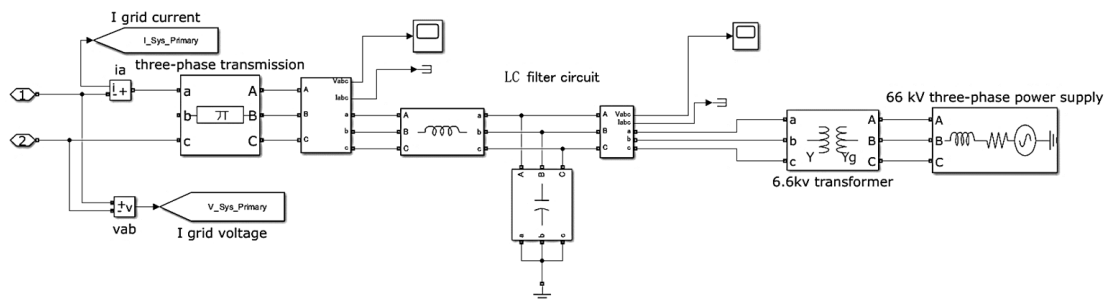 I grid current
I_Sys_Primary
ia
i
- +
three-phase transmission
1
2
a A
b B
c C
Vabc
Iabc
A a
B b
C c
A a
B b
C c
LC filter circuit
A B C
a b c
Vabc
Iabc
A a
B b
C c
a A
b B
c C
Y Yg
6.6kv transformer
66 kV three-phase power supply
A
B
C
+
- v
vab
V_Sys_Primary
I grid voltage